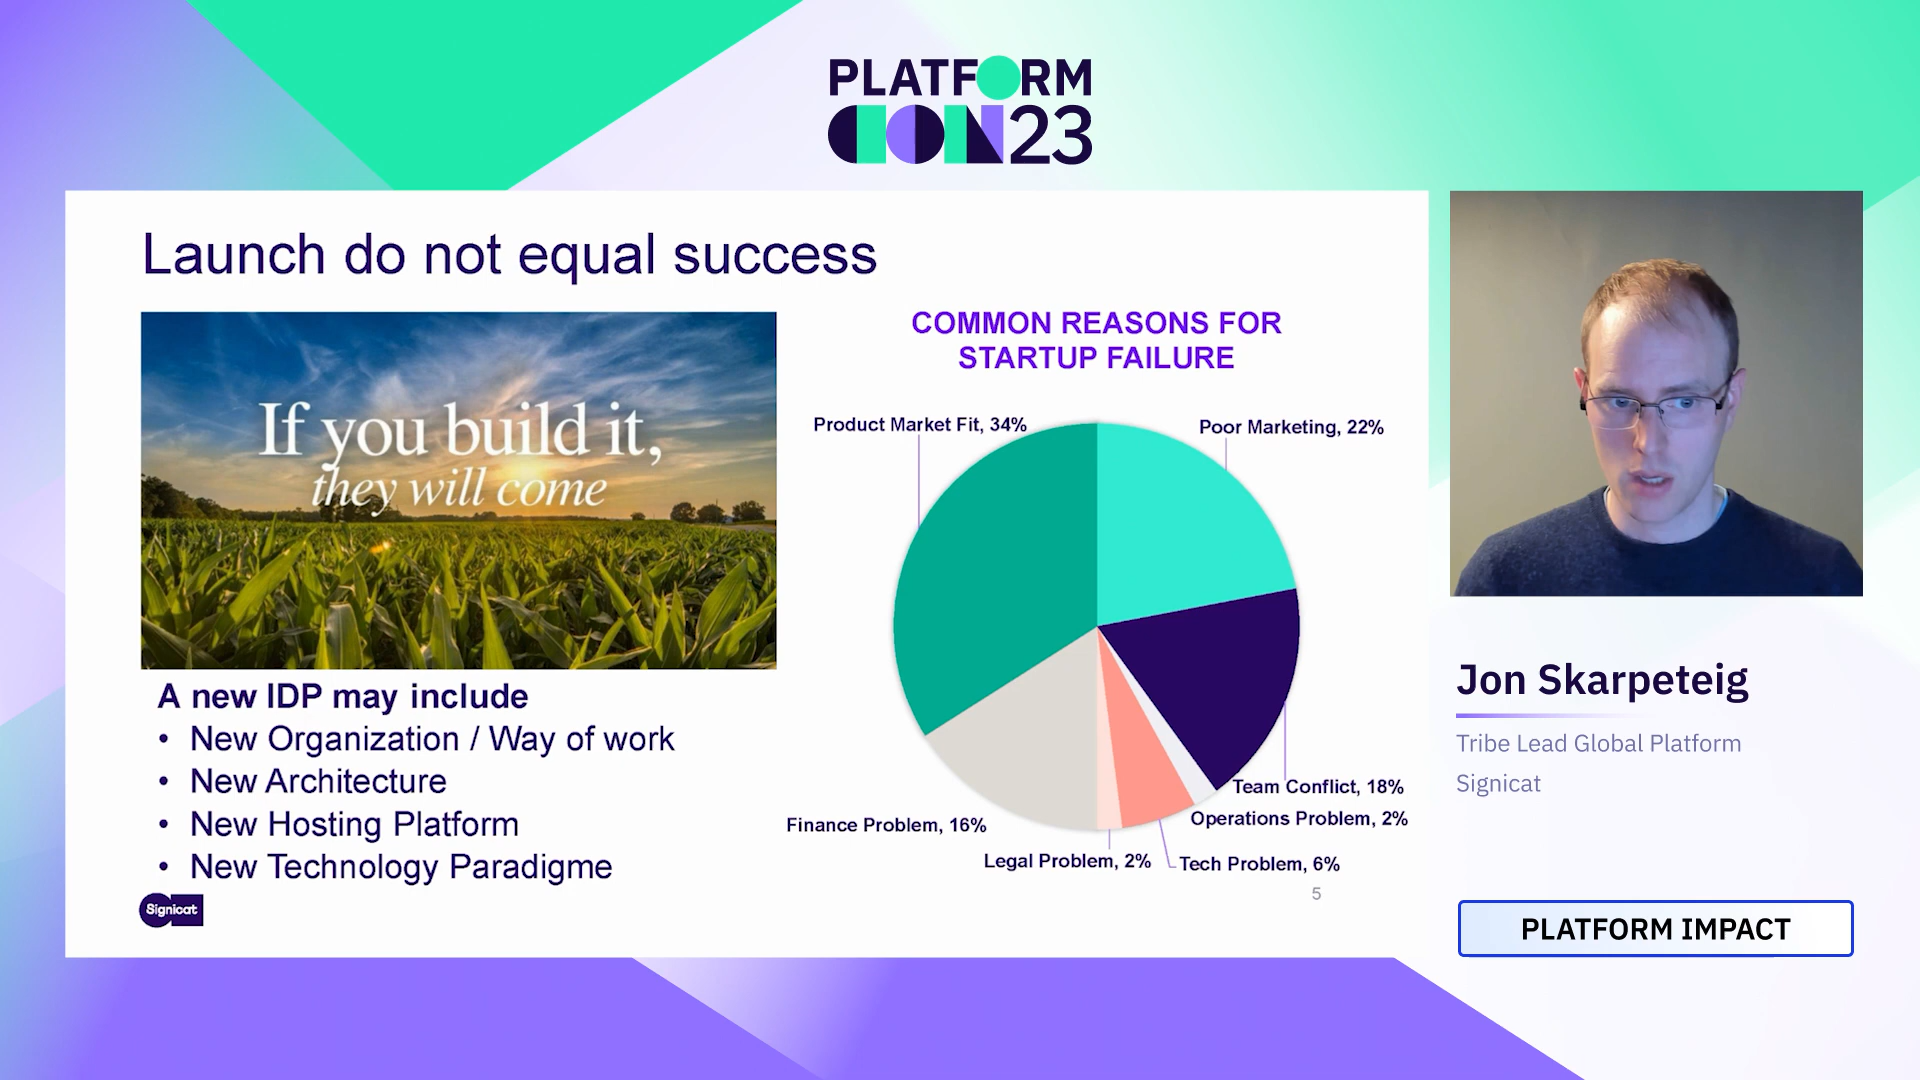 PLATFORM
CON23
Launch do not equal success
If you build it,
they will come
A new IDP may include
• New Organization / Way of work
• New Architecture
• New Hosting Platform
• New Technology Paradigme
Signicat
COMMON REASONS FOR
STARTUP FAILURE
Product Market Fit, 34%
Poor Marketing, 22%
Team Conflict, 18%
Operations Problem, 2%
Finance Problem, 16%
Legal Problem, 2%
Tech Problem, 6%
5
Jon Skarpeteig
Tribe Lead Global Platform
Signicat
PLATFORM IMPACT